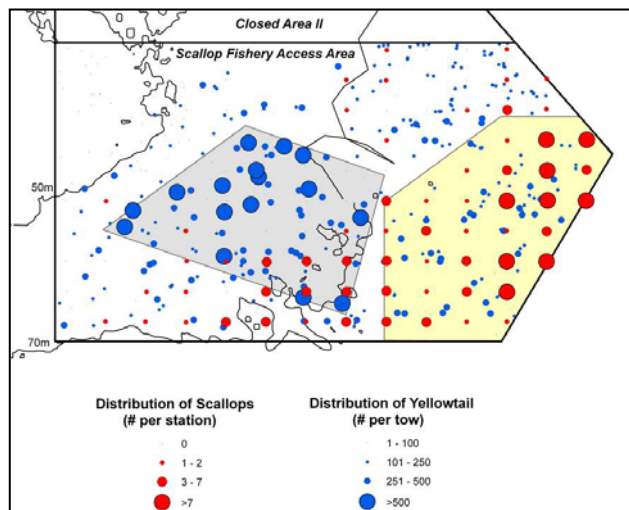 Closed Area II
Scallop Fishery Access Area
50m
70m
Distribution of Scallops
(# per station)
0
1 - 2
3 - 7
>7
Distribution of Yellowtail
(# per tow)
1 - 100
101 - 250
251 - 500
>500